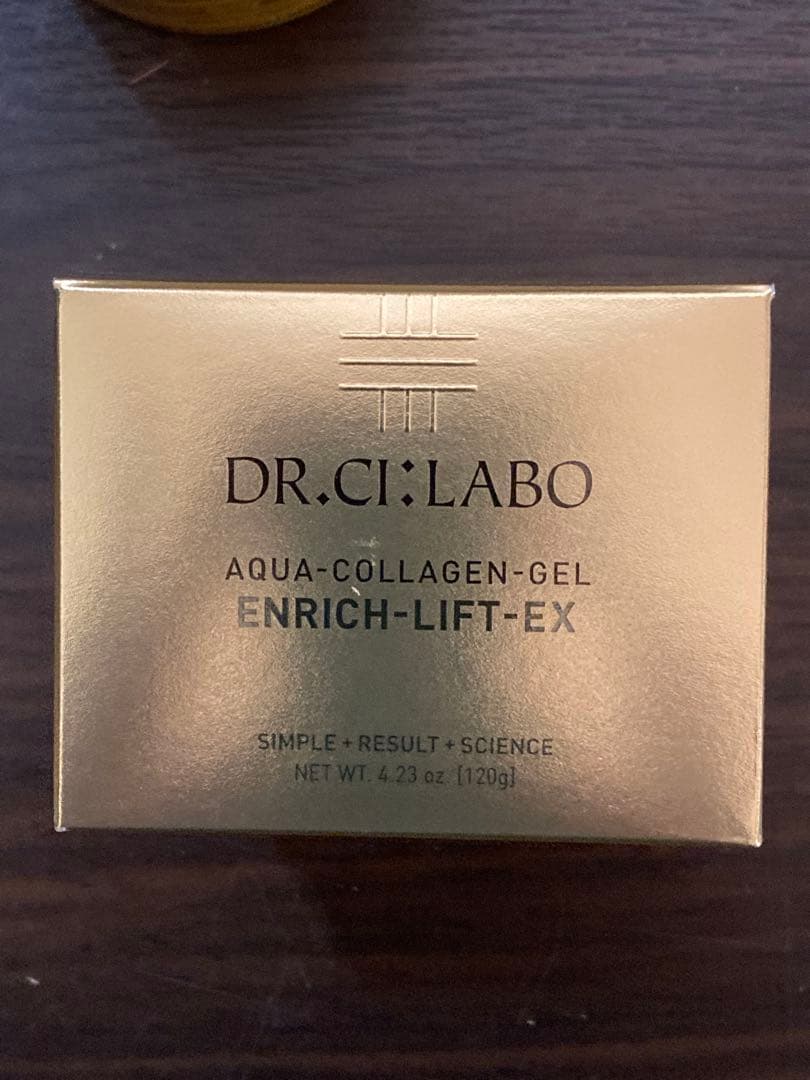 DR.CI:LABO
AQUA-COLLAGEN-GEL
ENRICH-LIFT-EX
SIMPLE+RESULT+SCIENCE
NET WT. 4.23 oz. [120g]